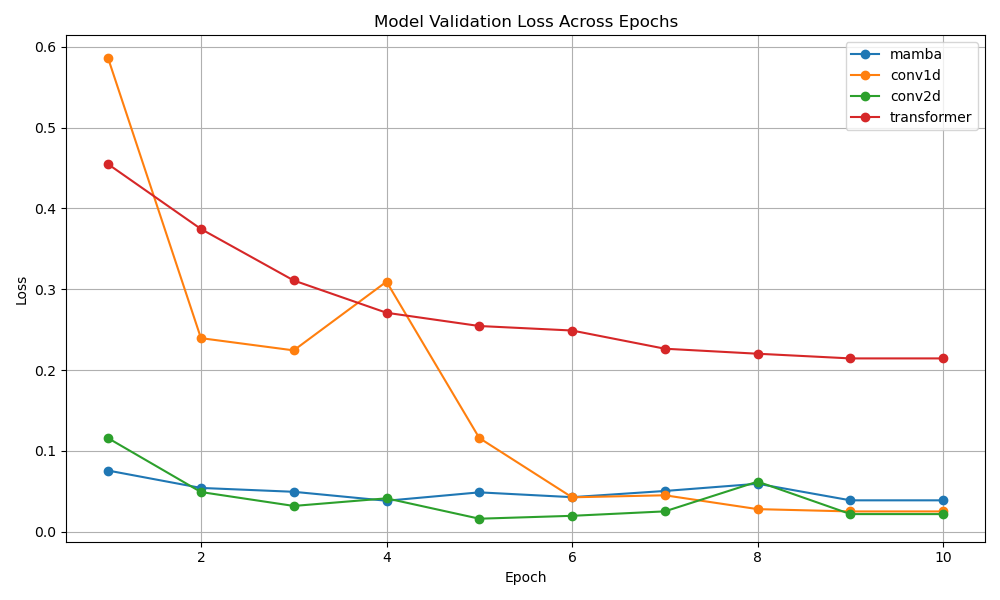 Model Validation Loss Across Epochs
mamba
conv1d
conv2d
transformer
0.6
0.5
0.4
0.3
0.2
0.1
0.0
Loss
2
4
6
8
10
Epoch